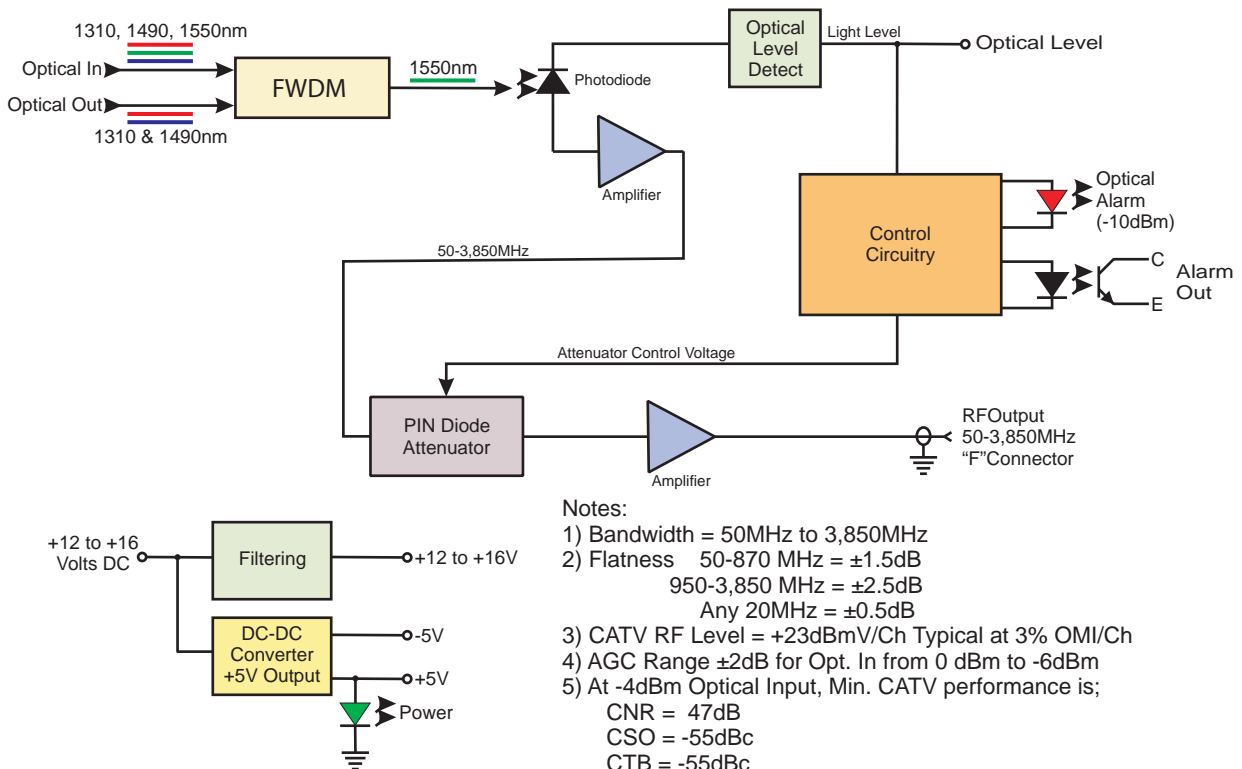 1310, 1490, 1550nm
Optical In
Optical Out
1310 & 1490nm
FWDM
1550nm
Photodiode
Amplifier
Optical
Level
Detect
Light Level
Optical Level
Control
Circuitry
Optical
Alarm
(-10dBm)
C
E
Alarm
Out
50-3,850MHz
Attenuator Control Voltage
PIN Diode
Attenuator
Amplifier
RFOutput
50-3,850MHz
“F”Connector
+12 to +16
Volts DC
Filtering
+12 to +16V
DC-DC
Converter
+5V Output
-5V
+5V
Power
Notes:
1) Bandwidth = 50MHz to 3,850MHz
2) Flatness 50-870 MHz = ±1.5dB
950-3,850 MHz = ±2.5dB
Any 20MHz = ±0.5dB
3) CATV RF Level = +23dBmV/Ch Typical at 3% OMI/Ch
4) AGC Range ±2dB for Opt. In from 0 dBm to -6dBm
5) At -4dBm Optical Input, Min. CATV performance is;
CNR = 47dB
CSO = -55dBc
CTB = -55dBc